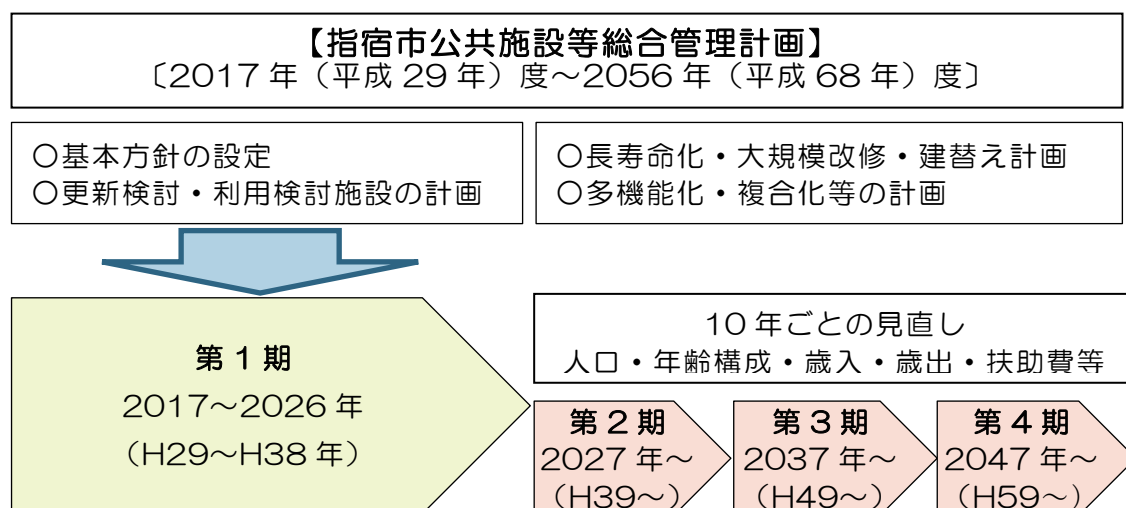 【指宿市公共施設等総合管理計画】
〔2017年（平成29年）度～2056年（平成68年）度〕
〇基本方針の設定
〇更新検討・利用検討施設の計画
〇長寿命化・大規模改修・建替え計画
〇多機能化・複合化等の計画
第1期
2017～2026年
（H29～H38年）
10年ごとの見直し
人口・年齢構成・歳入・歳出・扶助費等
第2期
2027年～
（H39～）
第3期
2037年～
（H49～）
第4期
2047年～
（H59～）